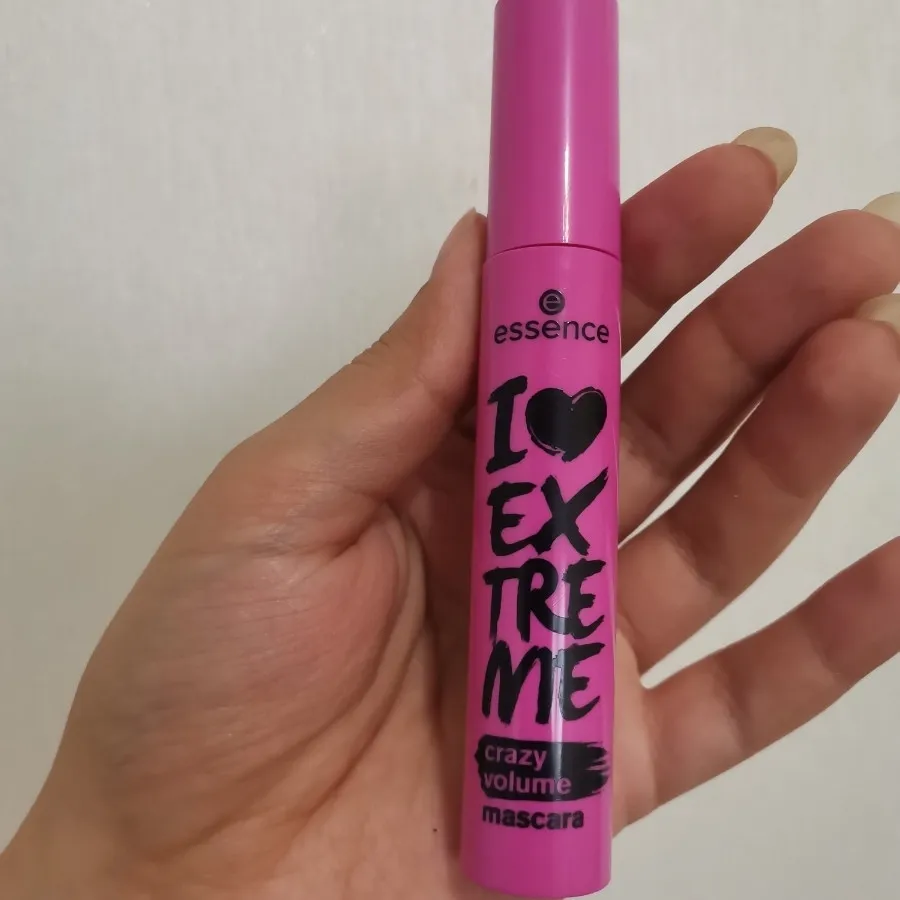 e
essence
I ♥
EX
TRE
ME
crazy
volume
mascara